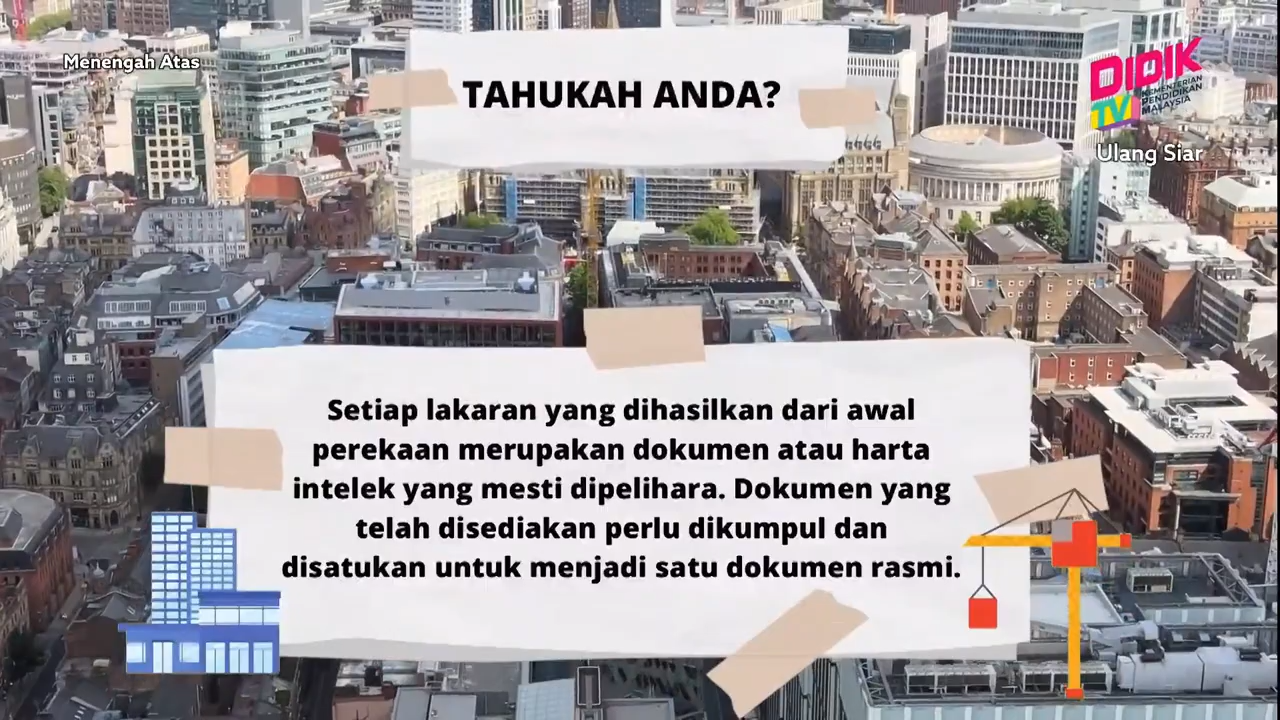 Menengah Atas
TAHUKAH ANDA?
DIDIK
TV
KEMENTERIAN
PENDIDIKAN
MALAYSIA
Ulang Siar
Setiap lakaran yang dihasilkan dari awal
perekaan merupakan dokumen atau harta
intelek yang mesti dipelihara. Dokumen yang
telah disediakan perlu dikumpul dan
disatukan untuk menjadi satu dokumen rasmi.